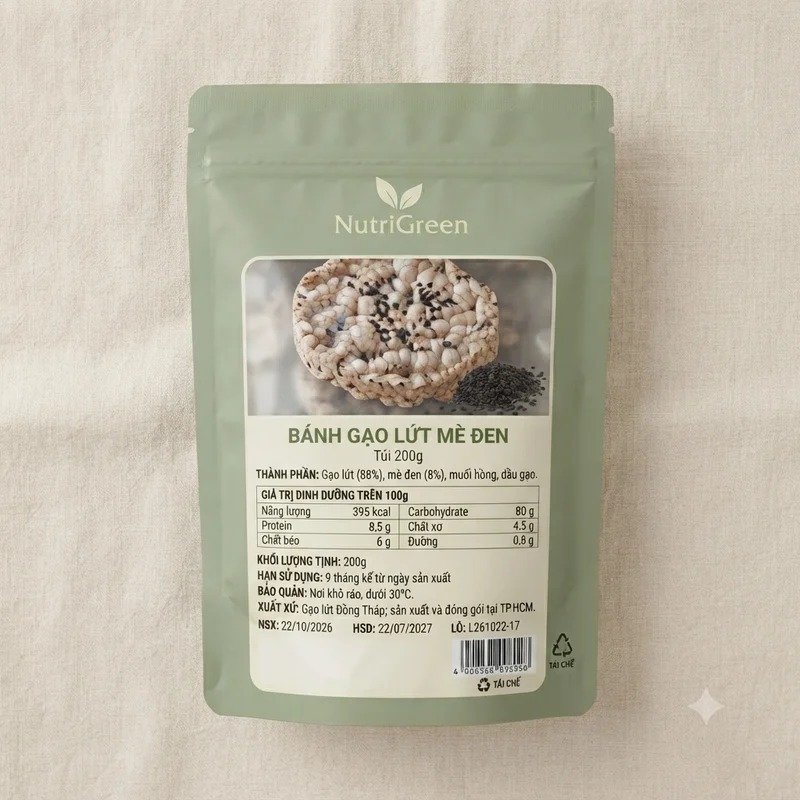 NutriGreen
BÁNH GẠO LỨT MÈ ĐEN
Túi 200g
THÀNH PHẦN: Gạo lứt (88%), mè đen (8%), muối hồng, dầu gạo.
GIÁ TRỊ DINH DƯỠNG TRÊN 100g
Năng lượng 395 kcal Carbohydrate 80 g
Protein 8,5 g Chất xơ 4.5 g
Chất béo 6 g Đường 0,8 g
KHỐI LƯỢNG TỊNH: 200g
HẠN SỬ DỤNG: 9 tháng kể từ ngày sản xuất
BẢO QUẢN: Nơi khô ráo, dưới 30°C.
XUẤT XỨ: Gạo lứt Đồng Tháp; sản xuất và đóng gói tại TPHCM.
NSX: 22/10/2026 HSD: 22/07/2027 LÔ: L261022-17
TÁI CHẾ
TÁI CHẾ